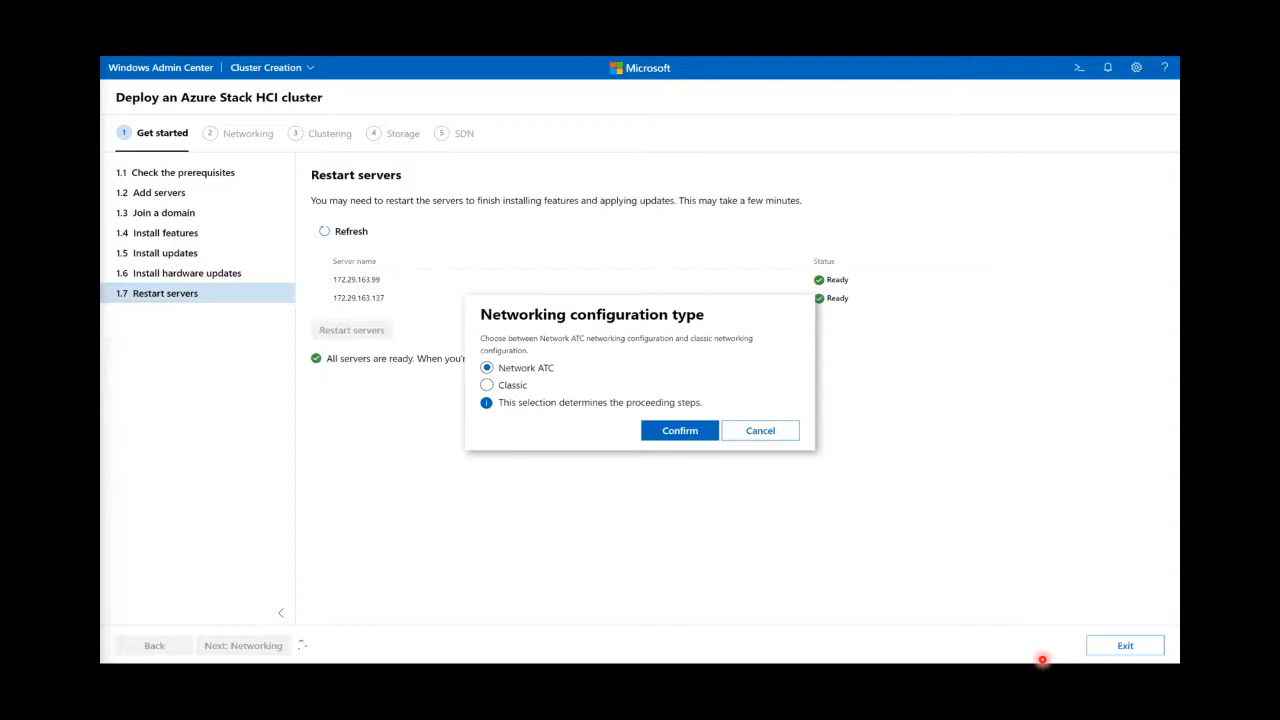 Windows Admin Center | Cluster Creation
Microsoft
?
Deploy an Azure Stack HCI cluster
1 Get started
2 Networking
3 Clustering
4 Storage
5 SDN
1.1 Check the prerequisites
1.2 Add servers
1.3 Join a domain
1.4 Install features
1.5 Install updates
1.6 Install hardware updates
1.7 Restart servers
Restart servers
You may need to restart the servers to finish installing features and applying updates. This may take a few minutes.
Refresh
Server name Status
172.29.163.99 Ready
172.29.163.137 Ready
Restart servers
All servers are ready. When you'r
Networking configuration type
Choose between Network ATC networking configuration and classic networking
configuration.
Network ATC
Classic
This selection determines the proceeding steps.
Confirm Cancel
Back Next: Networking Exit